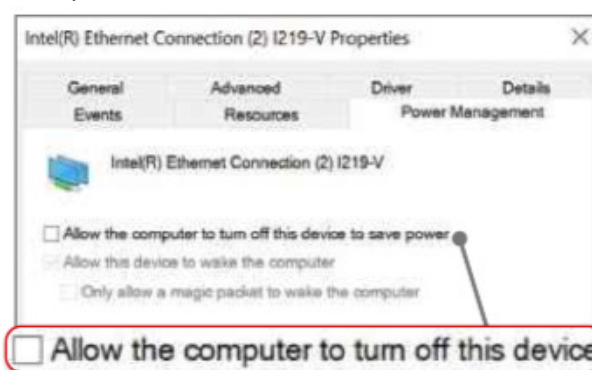 Intel(R) Ethernet Connection (2) I219-V Properties
General Advanced Driver Details
Events Resources Power Management
Intel(R) Ethernet Connection (2) I219-V
Allow the computer to turn off this device to save power
Allow this device to wake the computer
Only allow a magic packet to wake the computer
Allow the computer to turn off this device